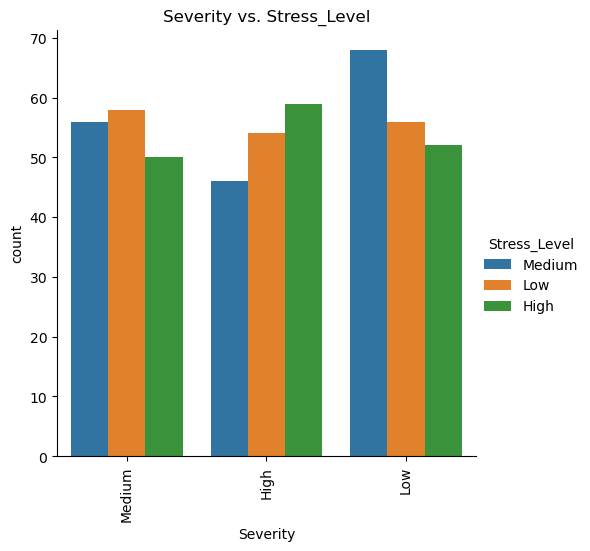 Severity vs. Stress_Level
70
60
50
40
30
20
10
0
count
Medium
High
Low
Severity
Stress_Level
Medium
Low
High